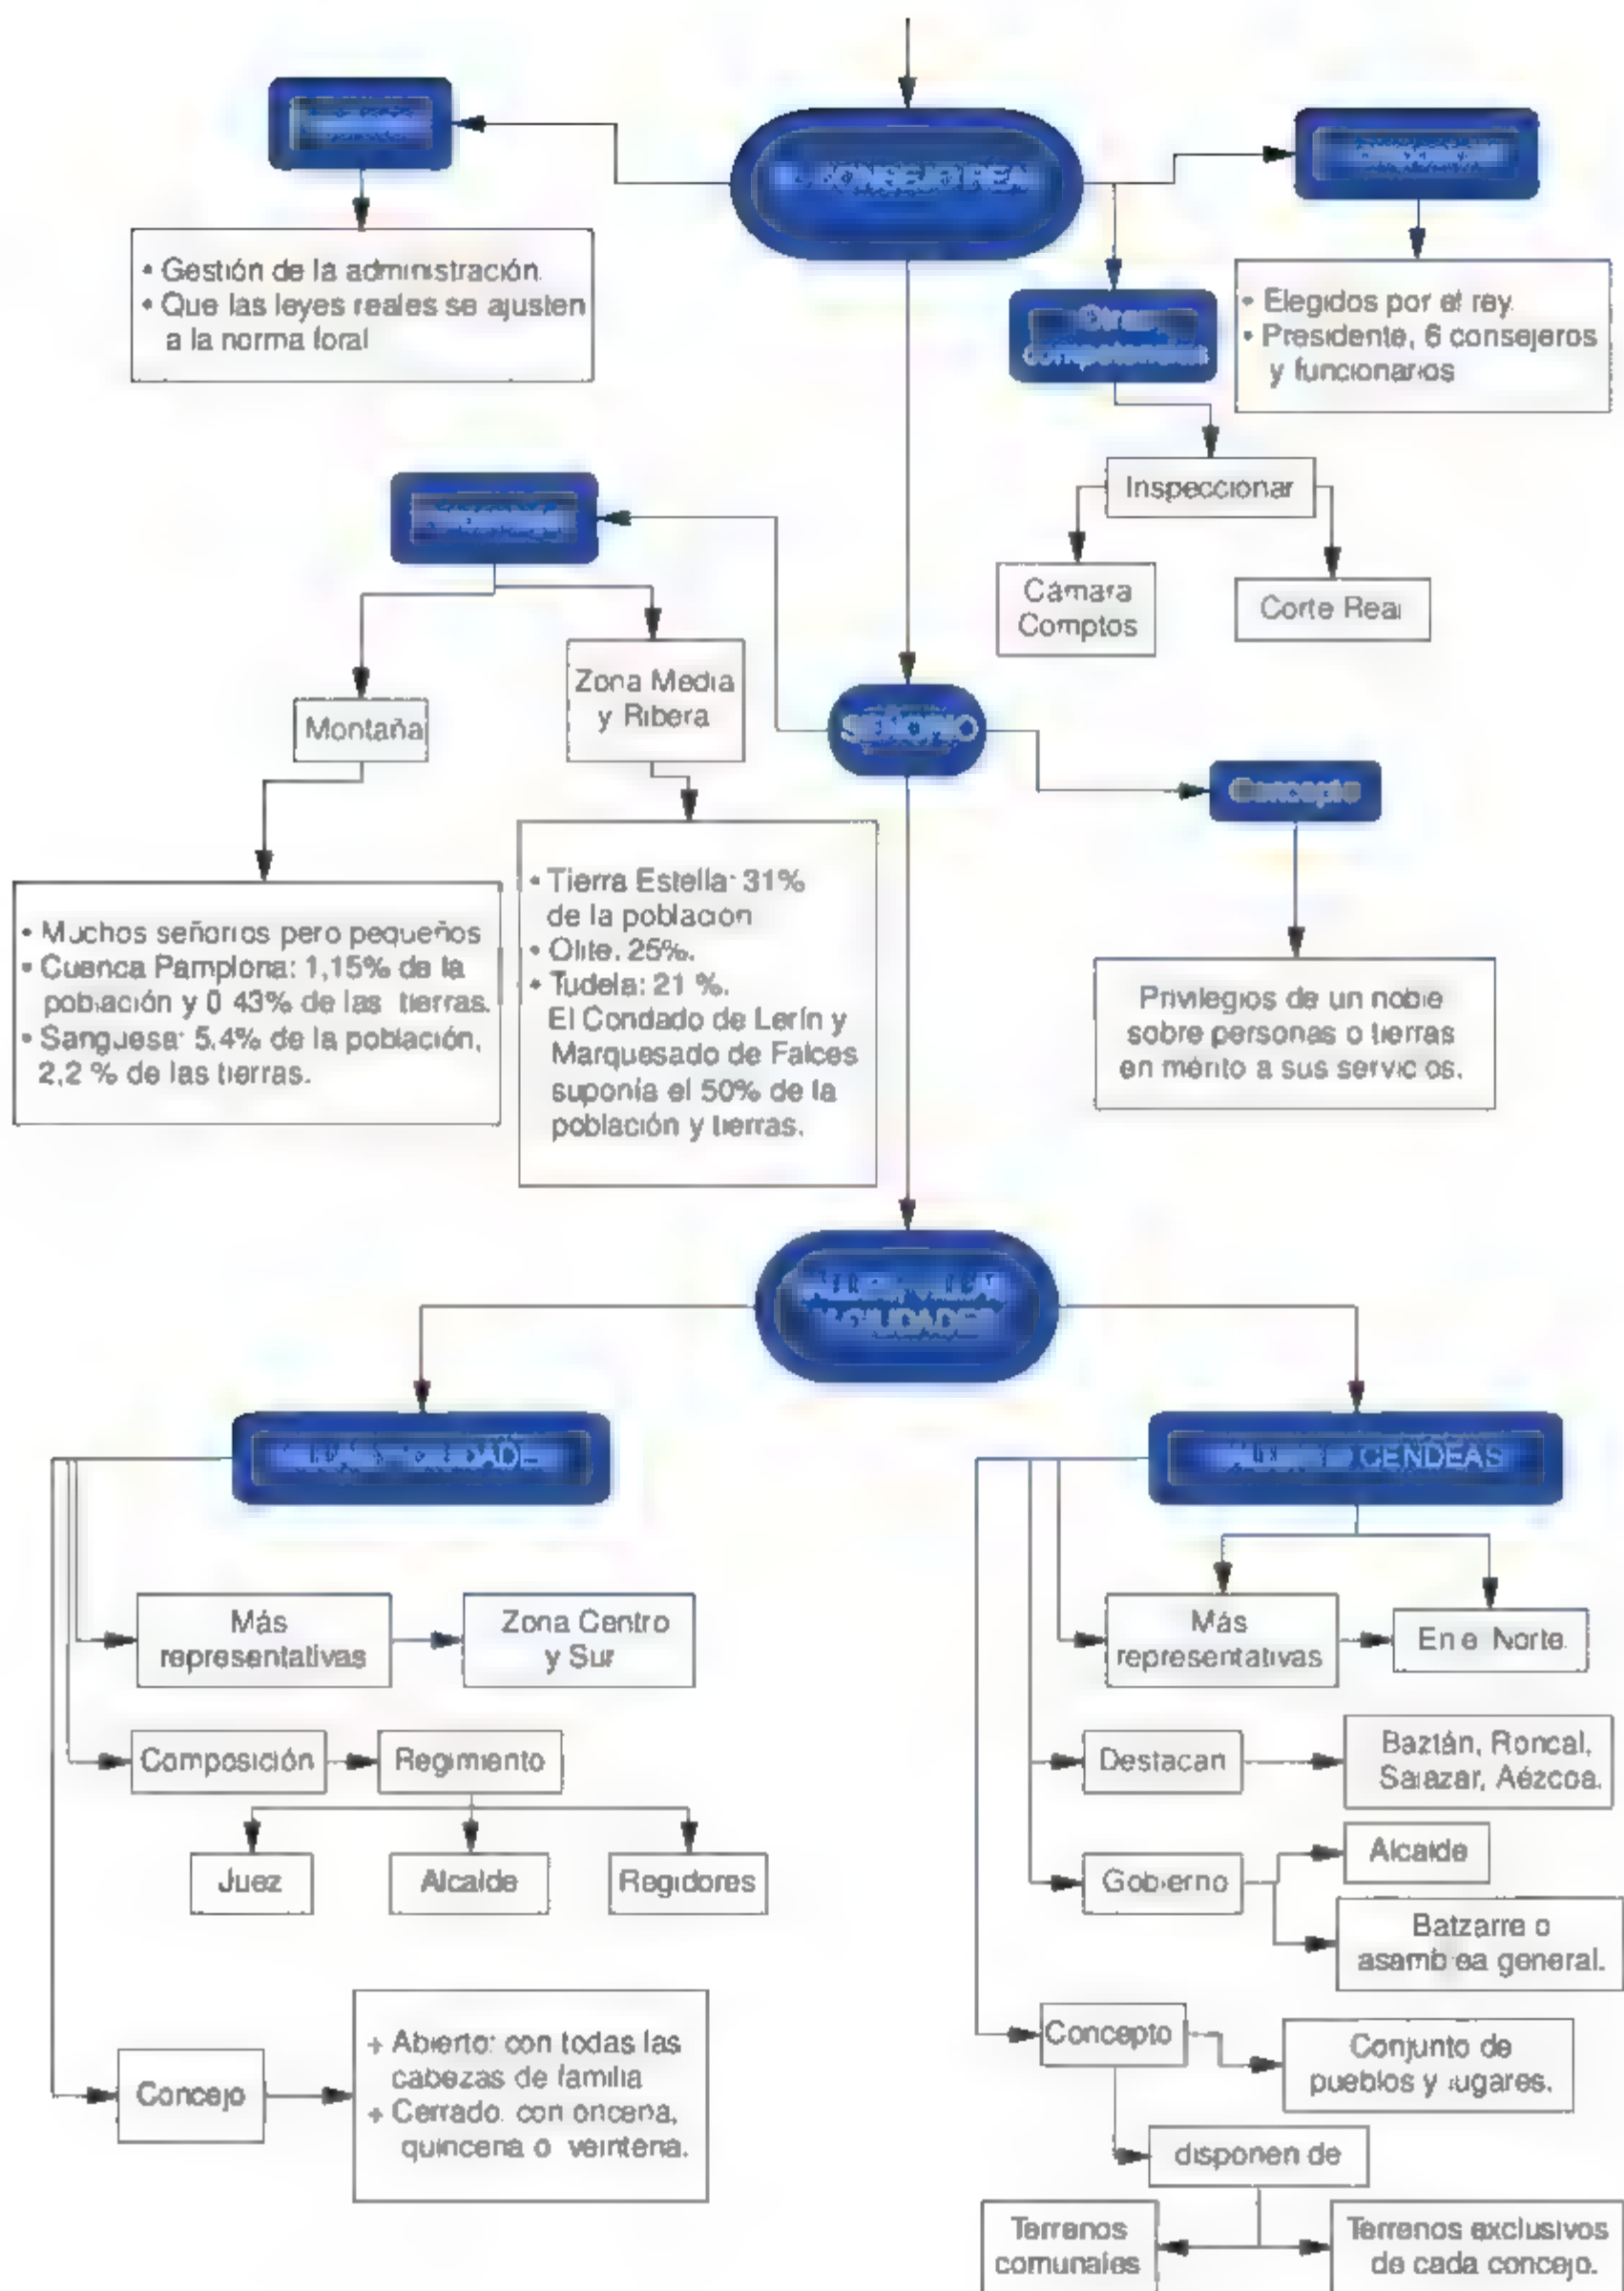 • Gestión de la administración.
• Que las leyes reales se ajusten
a la norma foral
Competencias
• Elegidos por el rey.
• Presidente, 6 consejeros
y funcionarios
Inspeccionar
Cámara
Comptos
Corte Real
SEÑORÍO
Zona Media
y Ribera
Montaña
Concepto
• Muchos señoríos pero pequeños
• Cuenca Pamplona: 1,15% de la
población y 0 43% de las tierras.
• Sanguesa: 5,4% de la población,
2,2 % de las tierras.
• Tierra Estella: 31%
de la población
• Olite. 25%.
• Tudela: 21 %.
El Condado de Lerín y
Marquesado de Falces
suponía el 50% de la
población y tierras.
Privilegios de un noble
sobre personas o tierras
en mérito a sus servicios.
CENDEAS
Más
representativas
Zona Centro
y Sur
Composición
Regimiento
Juez
Alcalde
Regidores
Concejo
+ Abierto: con todas las
cabezas de familia
+ Cerrado. con oncena,
quincena o veintena.
Más
representativas
En el Norte.
Destacan
Baztán, Roncal,
Salazar, Aézcoa.
Gobierno
Alcalde
Batzarre o
asamblea general.
Concepto
Conjunto de
pueblos y lugares.
disponen de
Terrenos
comunales
Terrenos exclusivos
de cada concejo.